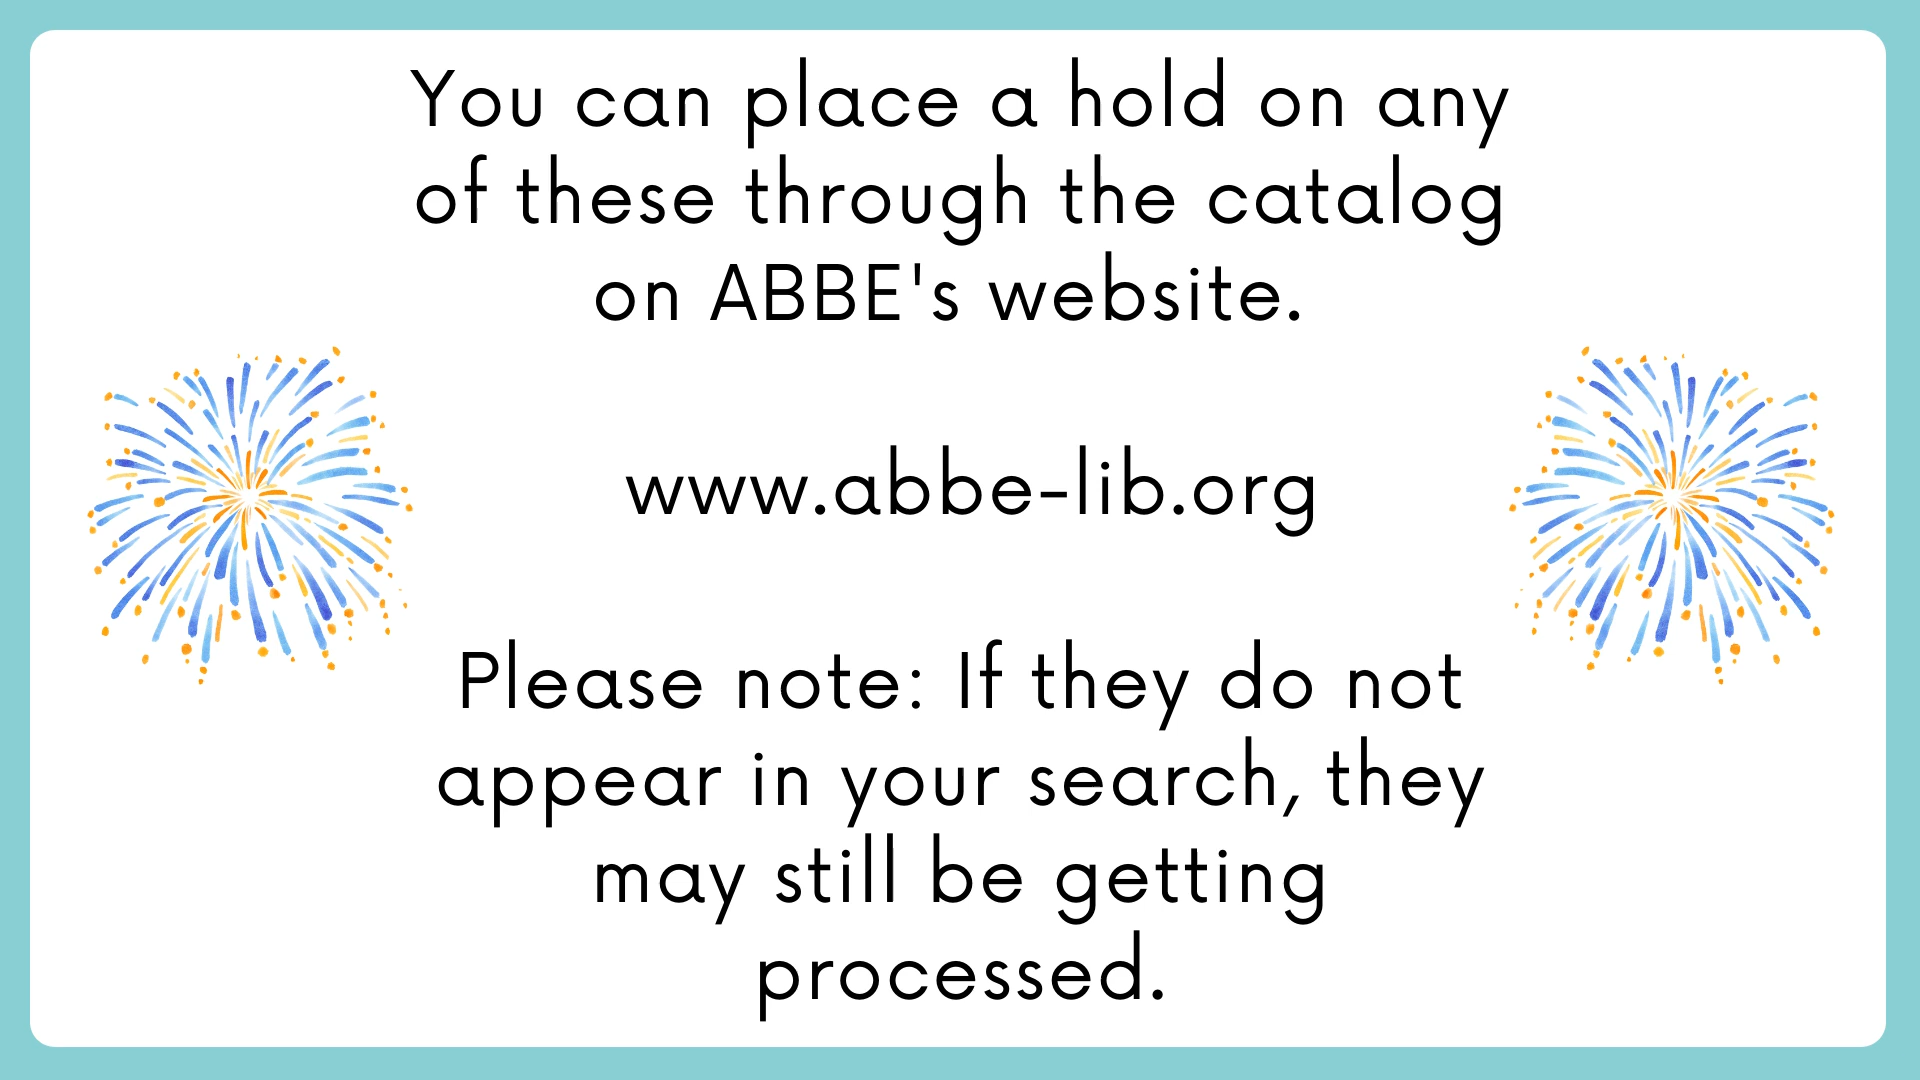 You can place a hold on any
of these through the catalog
on ABBE's website.
www.abbe-lib.org
Please note: If they do not
appear in your search, they
may still be getting
processed.